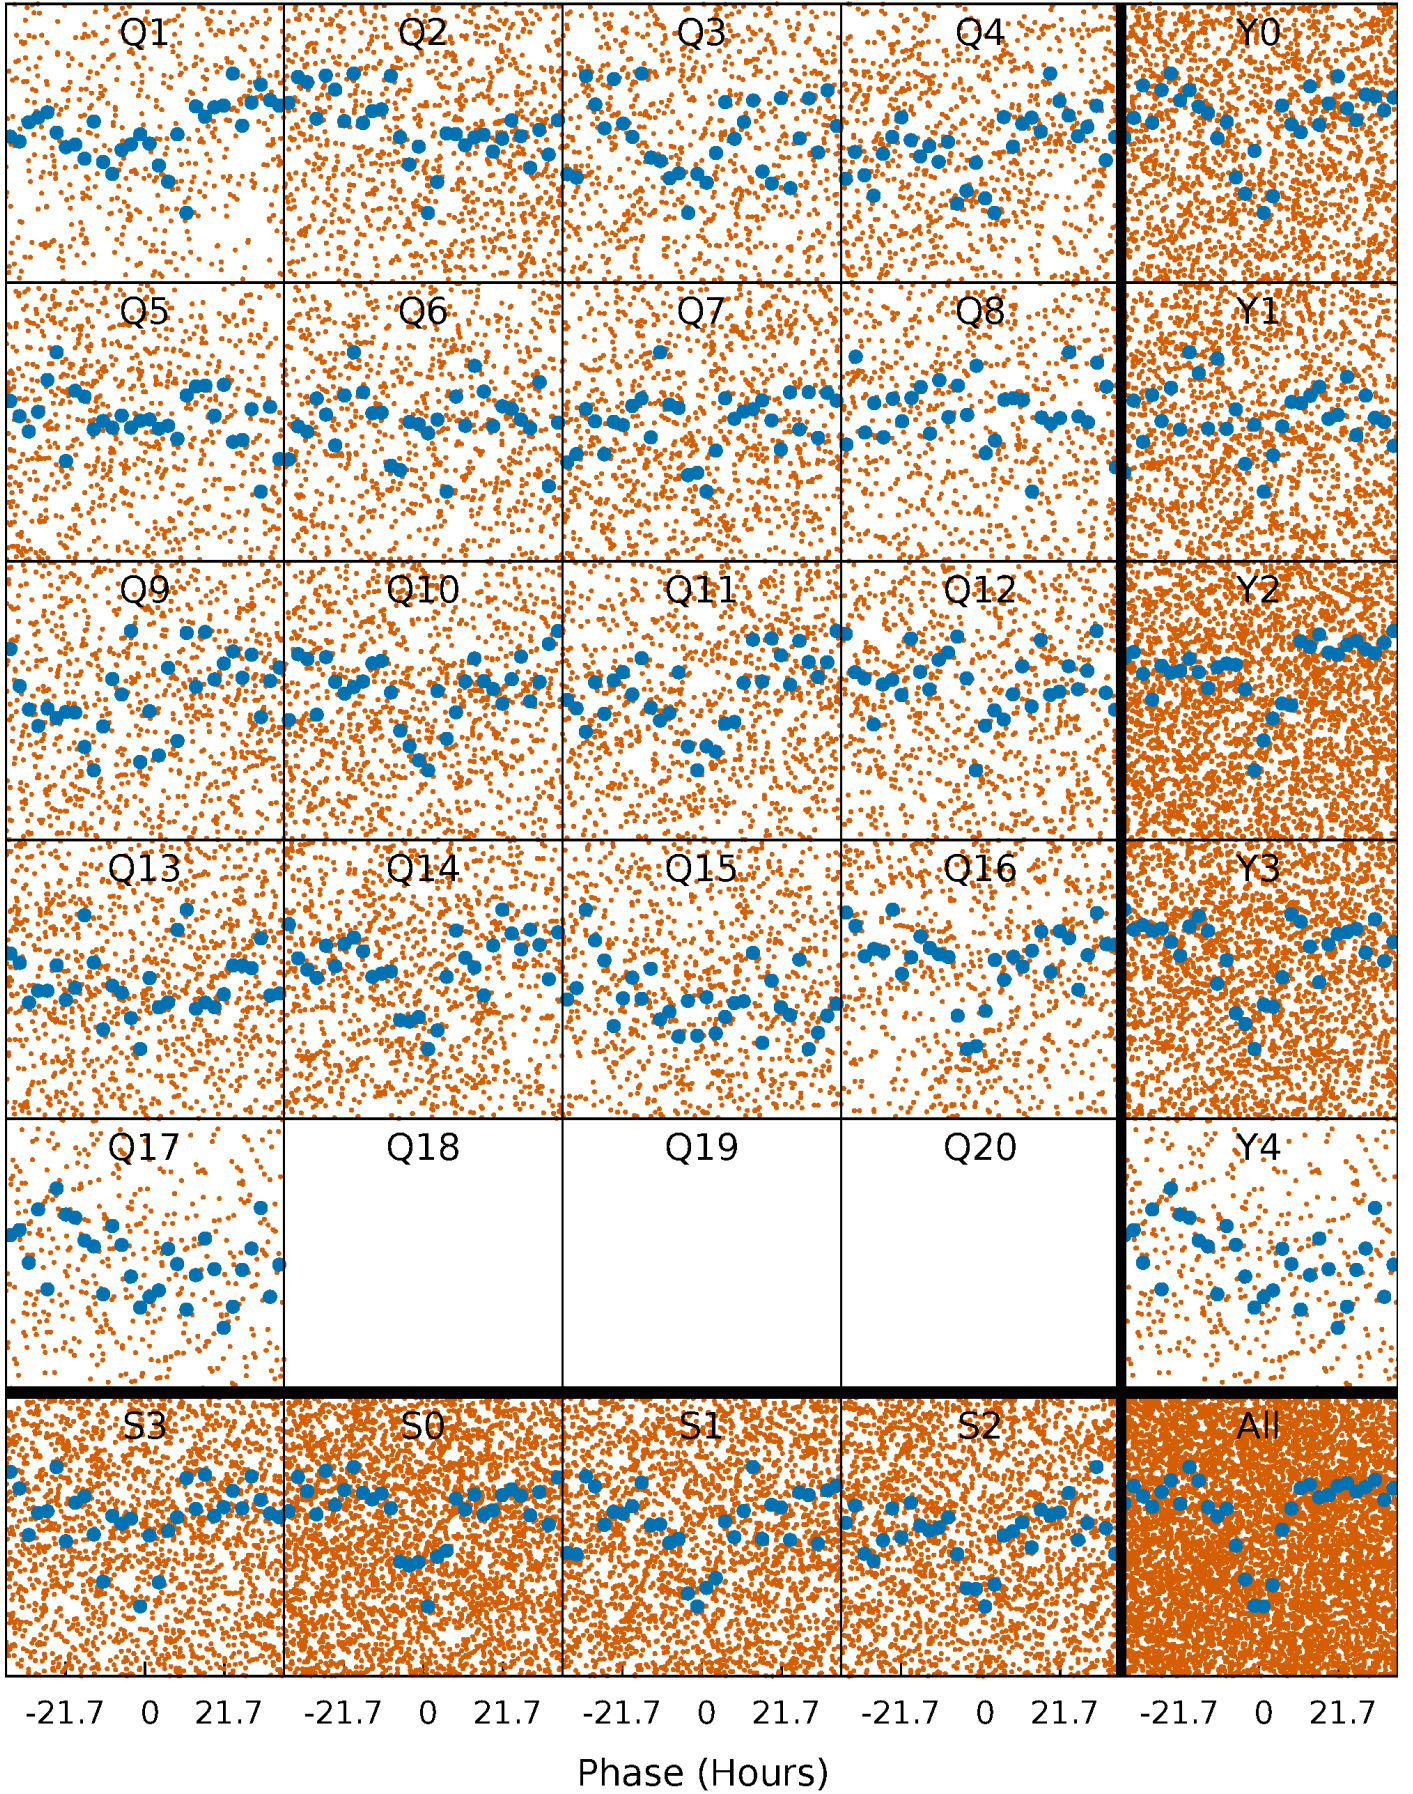 Q1 Q2 Q3 Q4 Y0
Q5 Q6 Q7 Q8 Y1
Q9 Q10 Q11 Q12 Y2
Q13 Q14 Q15 Q16 Y3
Q17 Q18 Q19 Q20 Y4
S3 S0 S1 S2 All
-21.7 0 21.7 -21.7 0 21.7 -21.7 0 21.7 -21.7 0 21.7 -21.7 0 21.7
Phase (Hours)